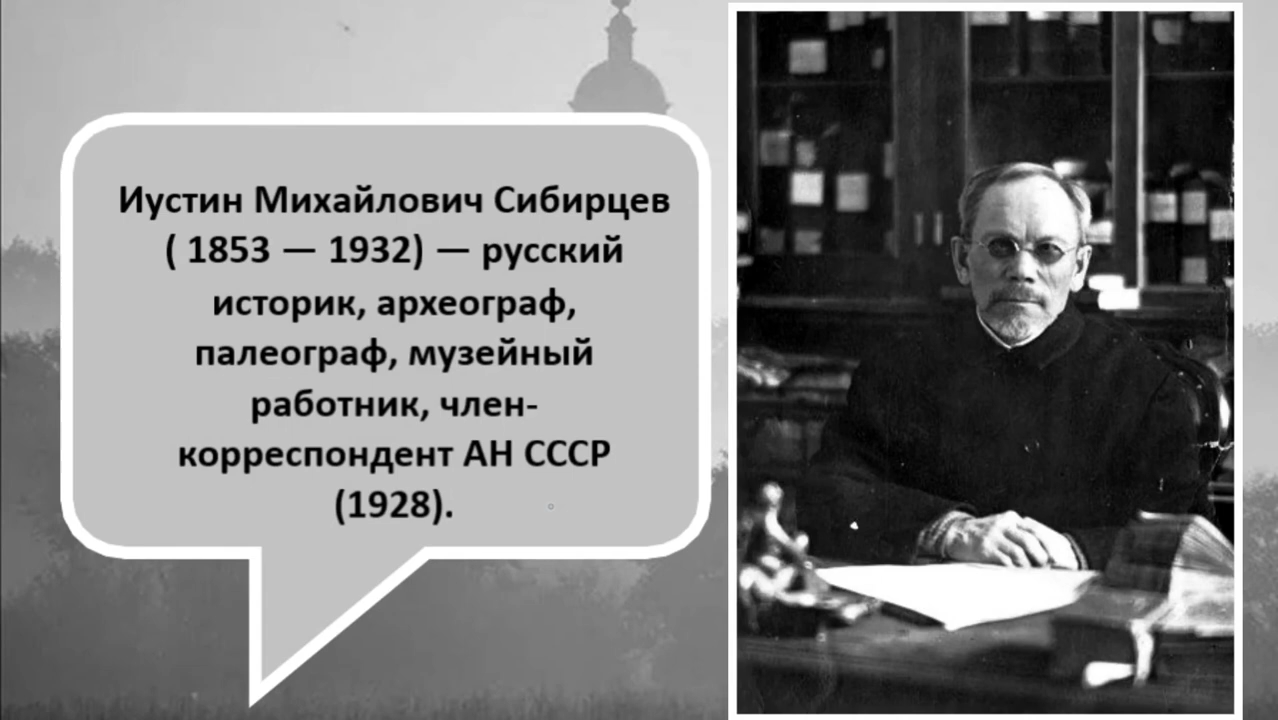 Иустин Михайлович Сибирцев
( 1853 — 1932) — русский
историк, археограф,
палеограф, музейный
работник, член-
корреспондент АН СССР
(1928).